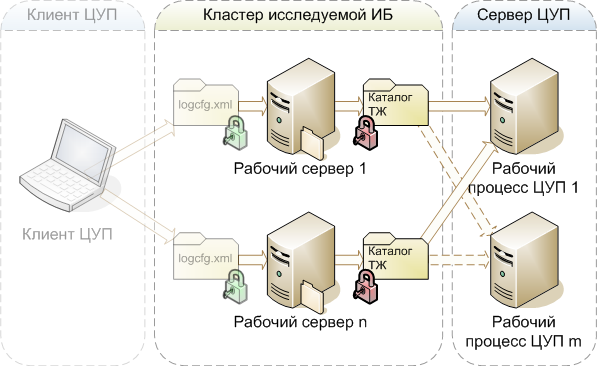 Клиент ЦУП
Кластер исследуемой ИБ
Сервер ЦУП
logcfg.xml
Каталог
ТЖ
Рабочий сервер 1
Рабочий
процесс ЦУП 1
Клиент ЦУП
logcfg.xml
Каталог
ТЖ
Рабочий сервер n
Рабочий
процесс ЦУП m